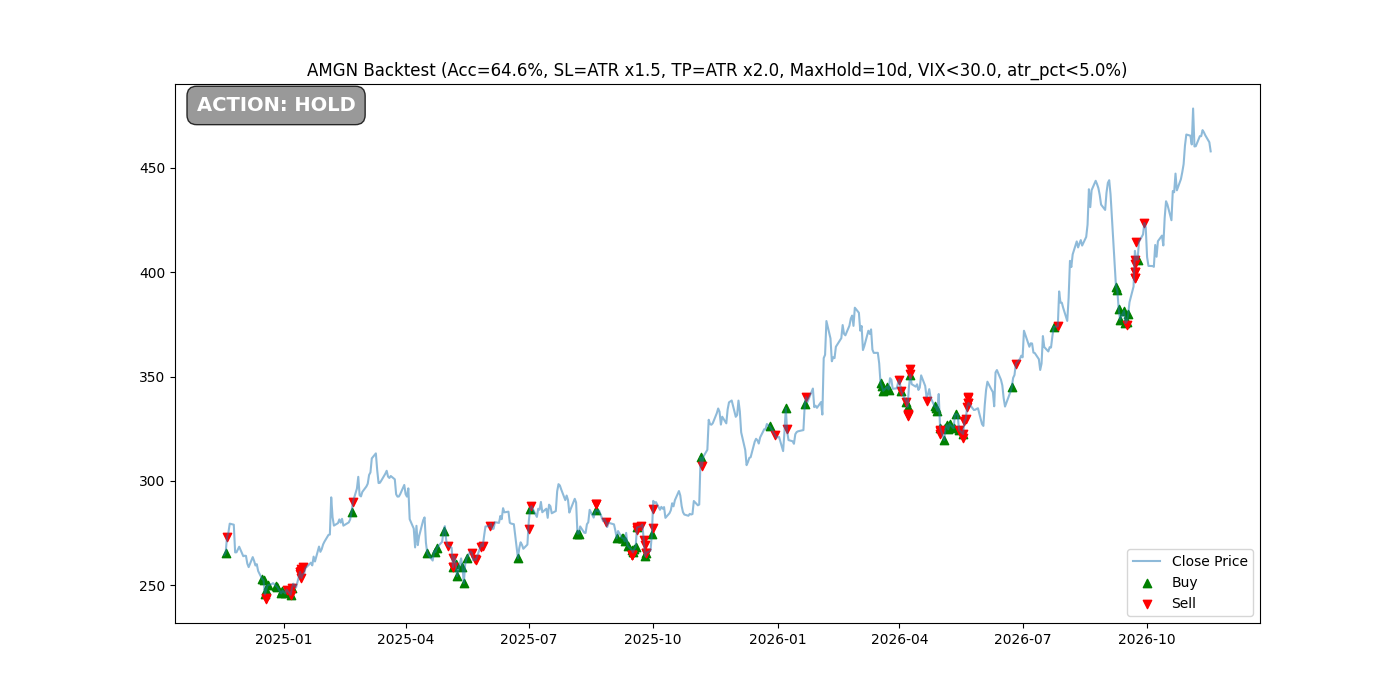 AMGN Backtest (Acc=64.6%, SL=ATR x1.5, TP=ATR x2.0, MaxHold=10d, VIX<30.0, atr_pct<5.0%)
ACTION: HOLD
450
400
350
300
250
2025-01
2025-04
2025-07
2025-10
2026-01
2026-04
2026-07
2026-10
Close Price
Buy
Sell